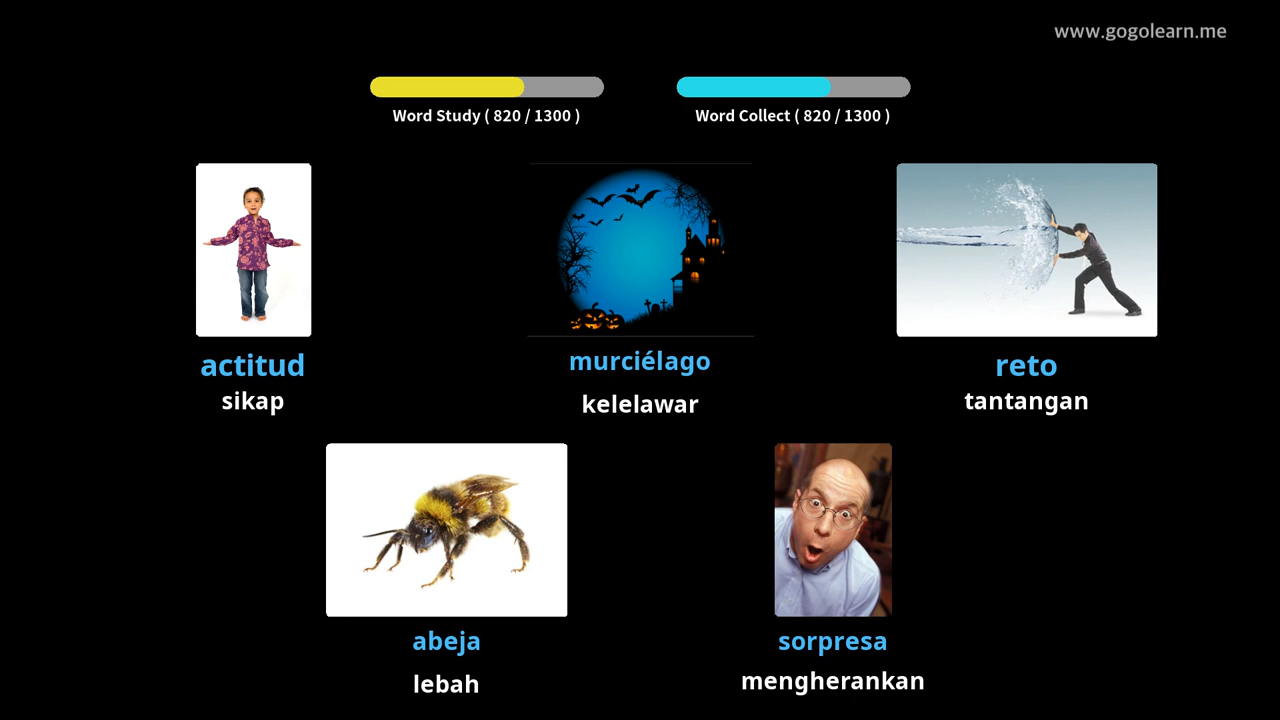 www.gogolearn.me
Word Study ( 820 / 1300 )
Word Collect ( 820 / 1300 )
actitud
sikap
murciélago
kelelawar
reto
tantangan
abeja
lebah
sorpresa
mengherankan